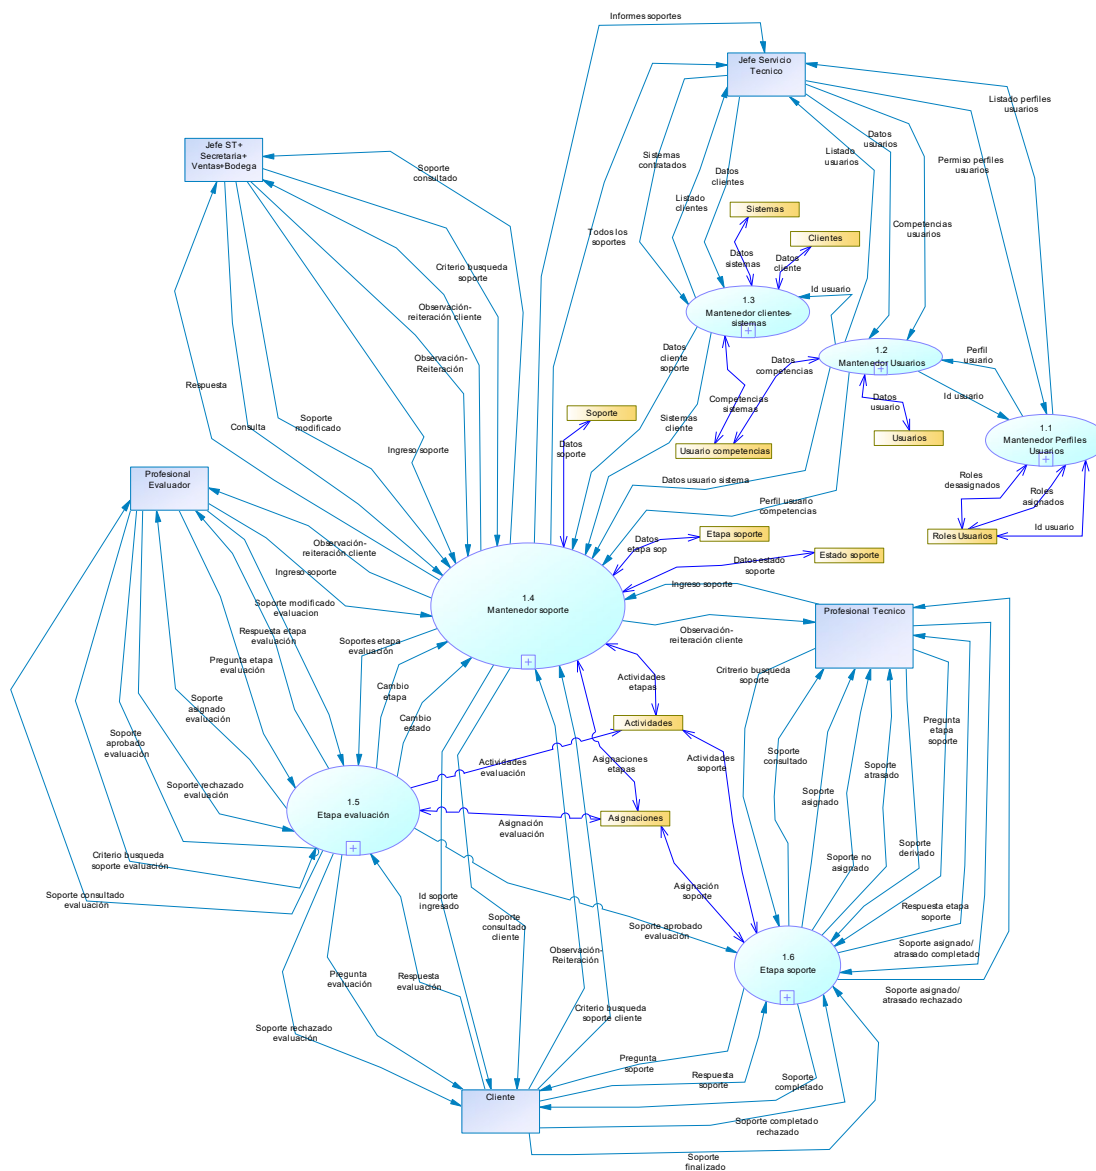 Informes soportes
Jefe Servicio
Tecnico
Listado perfiles
usuarios
Jefe ST+
Secretaria+
Ventas+Bodega
Soporte
consultado
Sistemas
contratados
Datos
clientes
Datos
usuarios
Listado
usuarios
Permiso perfiles
usuarios
Listado
clientes
Sistemas
Clientes
Todos los
soportes
Datos
sistemas
Datos
cliente
Competencias
usuarios
Criterio busqueda
soporte
Observación-
reiteración cliente
Id usuario
1.3
Mantenedor clientes-
sistemas
Observación-
Reiteración
1.2
Mantenedor Usuarios
Perfil
usuario
Datos
cliente
soporte
Datos
competencias
Respuesta
Id usuario
Datos
usuario
Competencias
sistemas
Soporte
Sistemas
cliente
Consulta
Soporte
modificado
Ingreso soporte
Datos
soporte
Usuario competencias
Usuarios
1.1
Mantenedor Perfiles
Usuarios
Profesional
Evaluador
Datos usuario sistema
Roles
desasignados
Roles
asignados
Perfil usuario
competencias
Id usuario
Roles Usuarios
Etapa soporte
Datos
etapa sop
Estado soporte
Datos estado
soporte
Observación-
reiteración cliente
Ingreso soporte
Ingreso soporte
1.4
Mantenedor soporte
Profesional Tecnico
Soporte modificado
evaluacion
Respuesta etapa
evaluación
Soportes etapa
evaluación
Observación-
reiteración cliente
Pregunta etapa
evaluación
Critrerio busqueda
soporte
Actividades
etapas
Cambio
etapa
Soporte
asignado
evaluación
Cambio
estado
Actividades
Pregunta
etapa
soporte
Soporte
aprobado
evaluación
Actividades
evaluación
Asignaciones
etapas
Actividades
soporte
Soporte
consultado
Soporte
atrasado
Soporte rechazado
evaluación
Soporte
asignado
1.5
Etapa evaluación
Asignaciones
Asignación
evaluación
Soporte no
asignado
Soporte
derivado
Criterio busqueda
soporte evaluación
Soporte consultado
evaluación
Id soporte
ingresado
Asignación
soporte
Soporte
consultado
cliente
Soporte aprobado
evaluación
Respuesta etapa
soporte
Observación-
Reiteración
Soporte asignado/
atrasado completado
1.6
Etapa soporte
Pregunta
evaluación
Respuesta
evaluación
Soporte asignado/
atrasado rechazado
Criterio busqueda
soporte cliente
Soporte rechazado
evaluación
Pregunta
soporte
Respuesta
soporte
Soporte
completado
Cliente
Soporte completado
rechazado
Soporte
finalizado